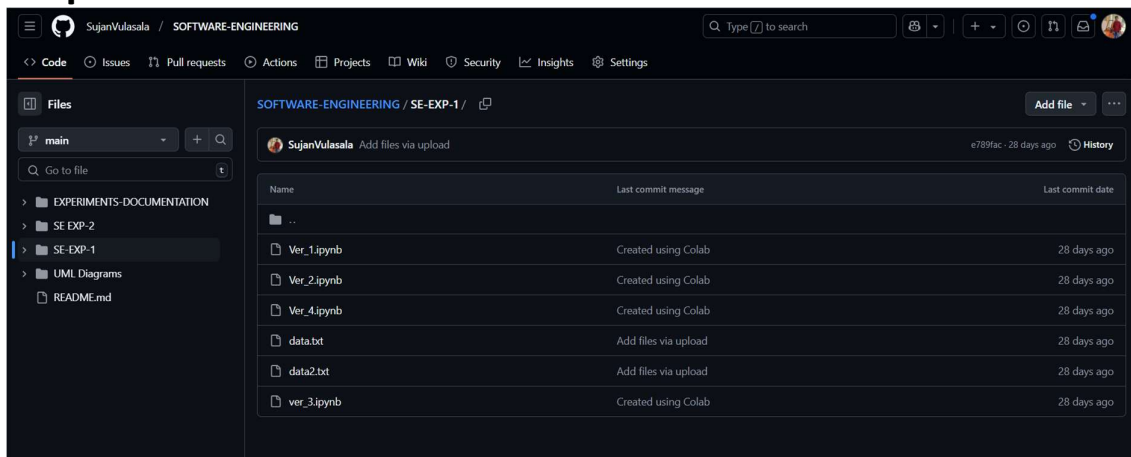 SujanVulasala / SOFTWARE-ENGINEERING
Type / to search
Code Issues Pull requests Actions Projects Wiki Security Insights Settings
Files
main
Go to file t
EXPERIMENTS-DOCUMENTATION
SE EXP-2
SE-EXP-1
UML Diagrams
README.md
SOFTWARE-ENGINEERING / SE-EXP-1 /
Add file
SujanVulasala Add files via upload e789fac · 28 days ago History
Name Last commit message Last commit date
..
Ver_1.ipynb Created using Colab 28 days ago
Ver_2.ipynb Created using Colab 28 days ago
Ver_4.ipynb Created using Colab 28 days ago
data.txt Add files via upload 28 days ago
data2.txt Add files via upload 28 days ago
ver_3.ipynb Created using Colab 28 days ago